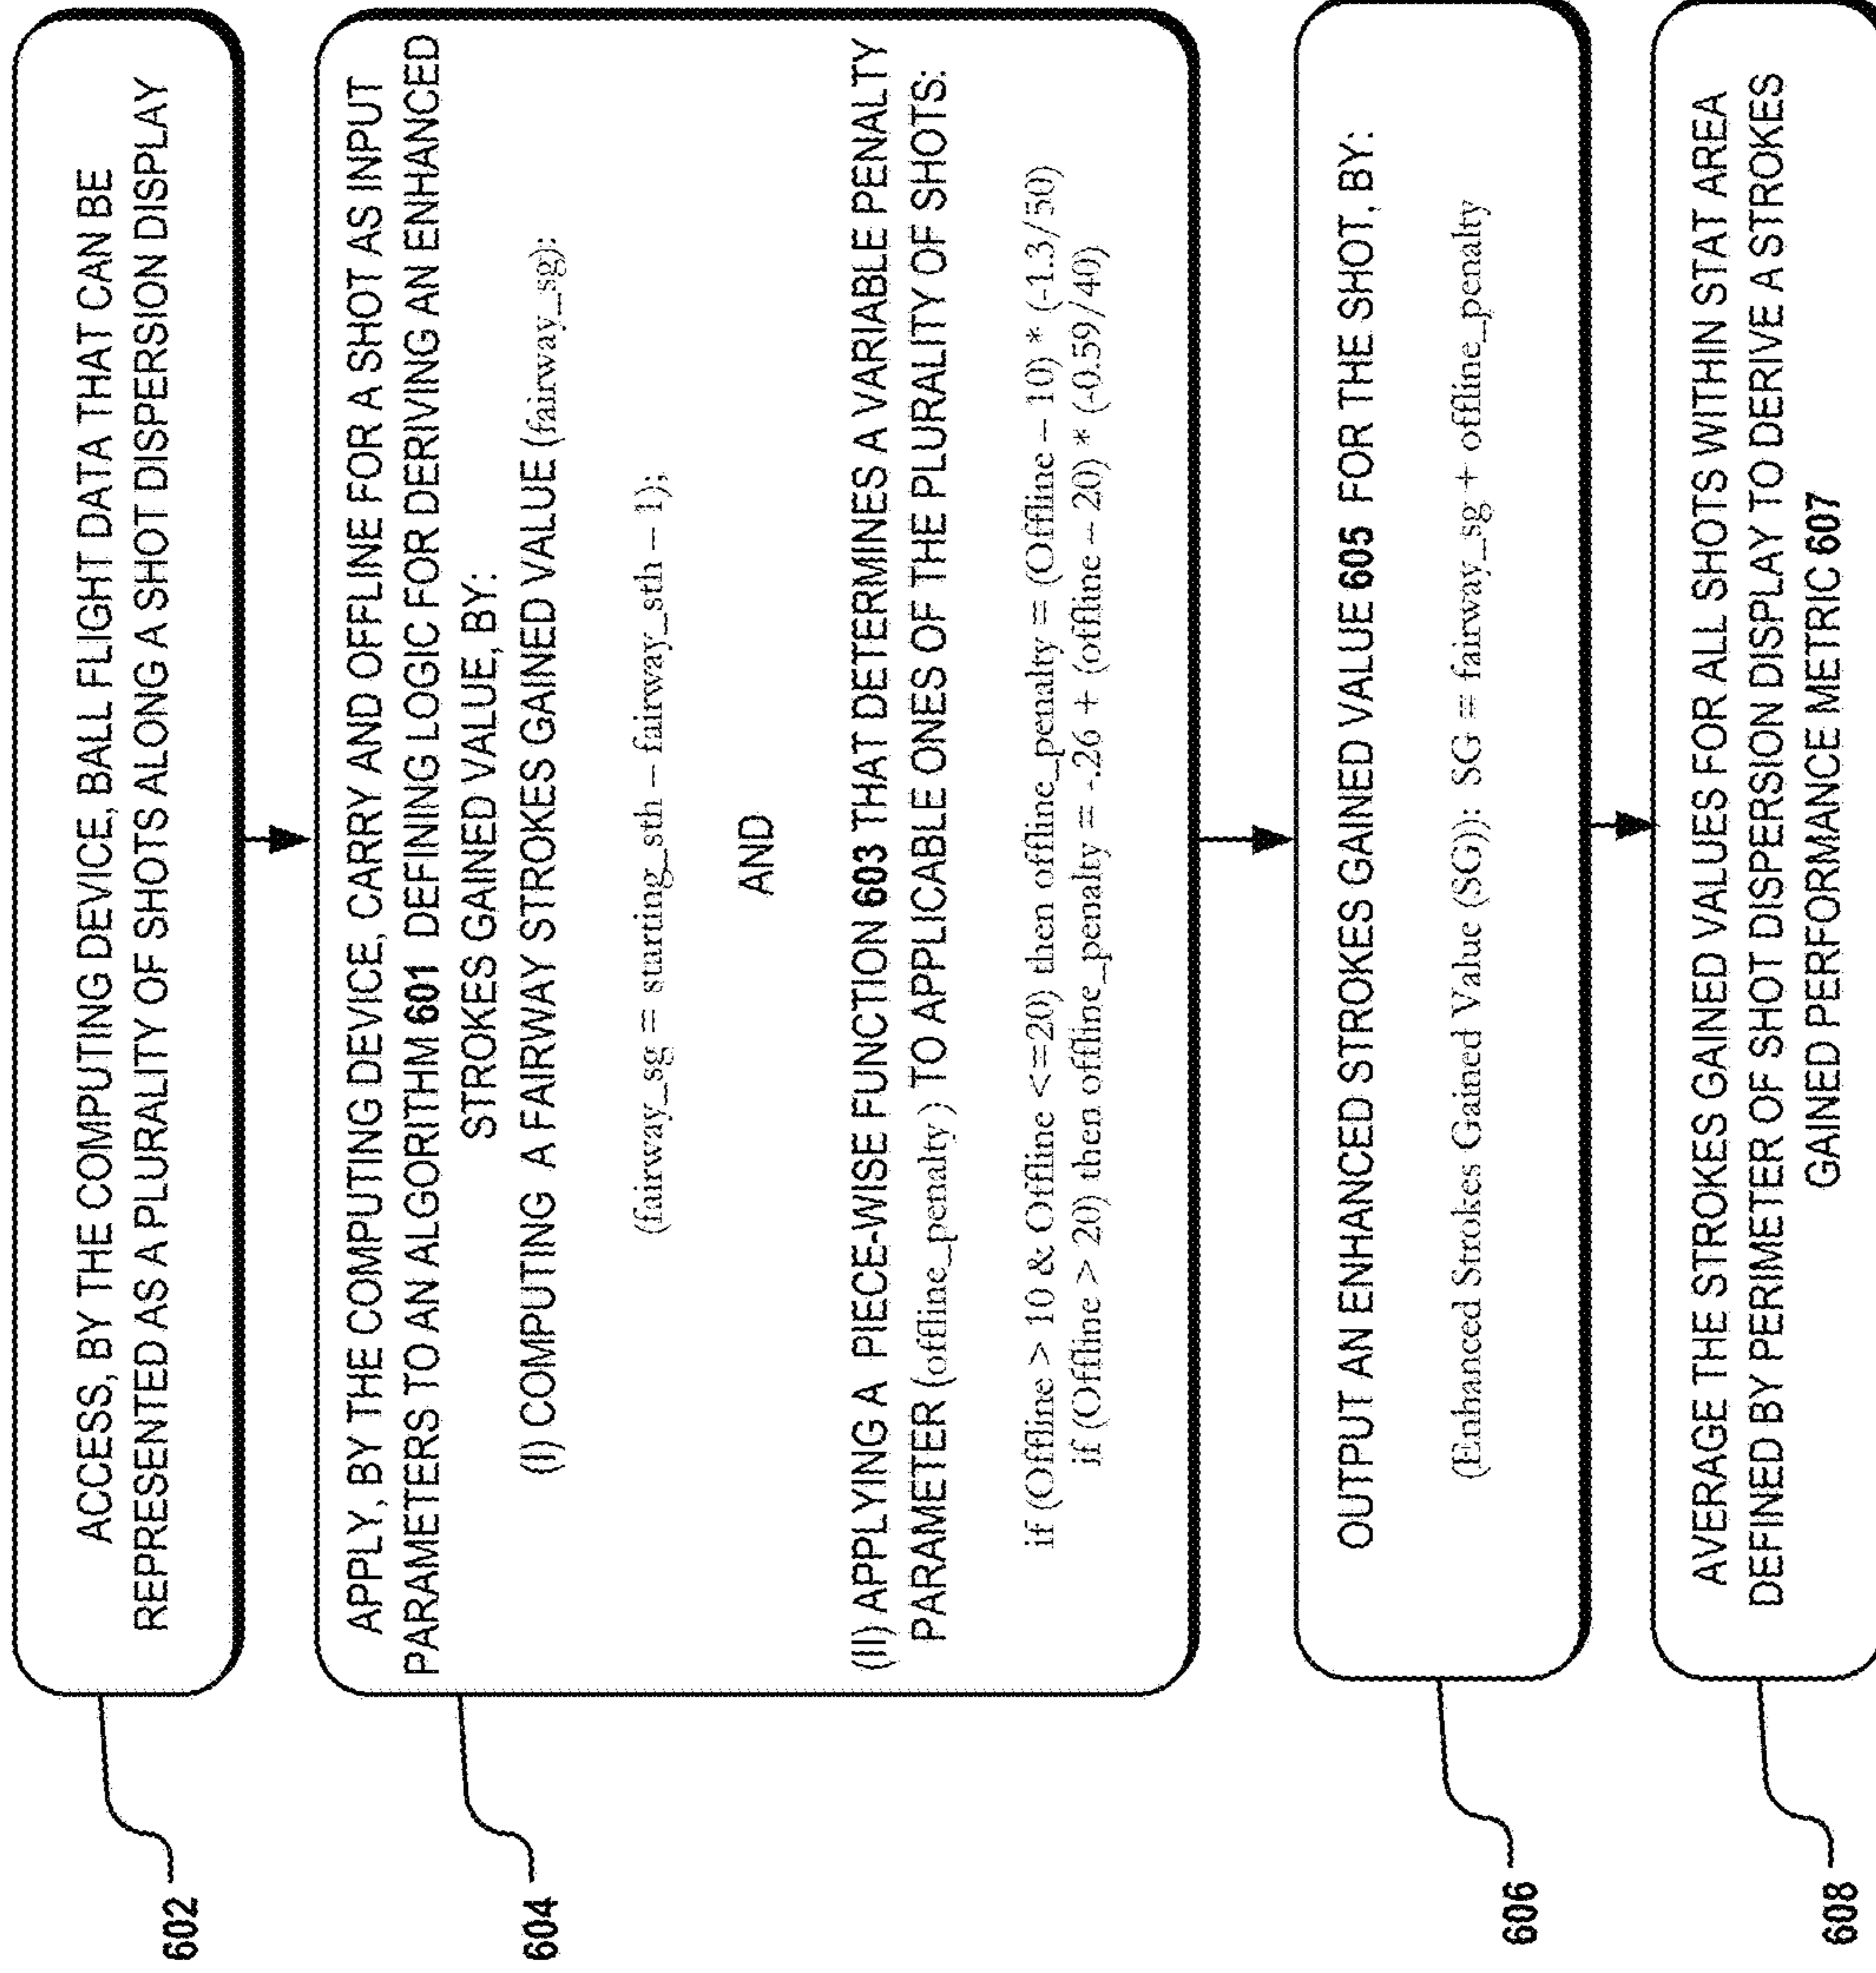 602
ACCESS, BY THE COMPUTING DEVICE, BALL FLIGHT DATA THAT CAN BE
REPRESENTED AS A PLURALITY OF SHOTS ALONG A SHOT DISPERSION DISPLAY
604
APPLY, BY THE COMPUTING DEVICE, CARRY AND OFFLINE FOR A SHOT AS INPUT
PARAMETERS TO AN ALGORITHM 601 DEFINING LOGIC FOR DERIVING AN ENHANCED
STROKES GAINED VALUE, BY:
(I) COMPUTING A FAIRWAY STROKES GAINED VALUE (fairway_sg):
(fairway_sg = starting_sth – fairway_sth – 1);
AND
(II) APPLYING A PIECE-WISE FUNCTION 603 THAT DETERMINES A VARIABLE PENALTY
PARAMETER (offline_penalty) TO APPLICABLE ONES OF THE PLURALITY OF SHOTS:
if (Offline > 10 & Offline <=20) then offline_penalty = (Offline – 10) * (-1.3/50)
if (Offline > 20) then offline_penalty = -.26 + (offline – 20) * (-0.59/40)
606
OUTPUT AN ENHANCED STROKES GAINED VALUE 605 FOR THE SHOT, BY:
(Enhanced Strokes Gained Value (SG)): SG = fairway_sg + offline_penalty
608
AVERAGE THE STROKES GAINED VALUES FOR ALL SHOTS WITHIN STAT AREA
DEFINED BY PERIMETER OF SHOT DISPERSION DISPLAY TO DERIVE A STROKES
GAINED PERFORMANCE METRIC 607